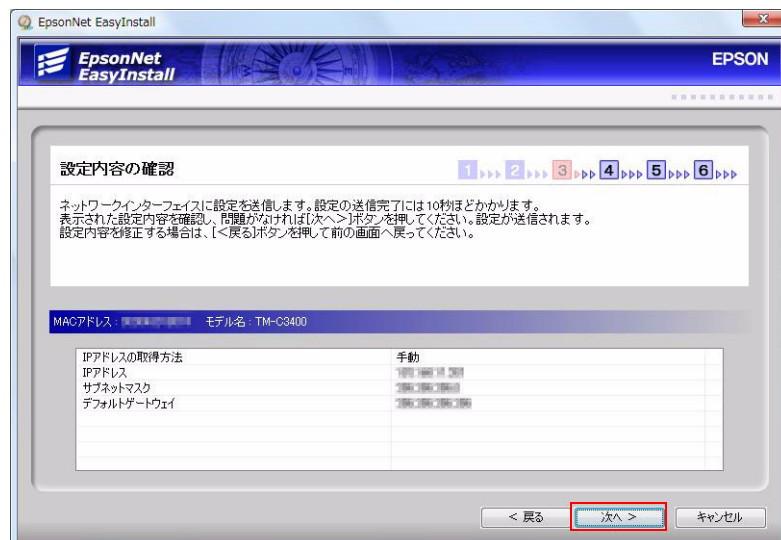 EpsonNet EasyInstall
EpsonNet
EasyInstall
EPSON
設定内容の確認
1 2 3 4 5 6
ネットワークインターフェイスに設定を送信します。設定の送信完了には10秒ほどかかります。
表示された設定内容を確認し、問題がなければ[次へ>]ボタンを押してください。設定が送信されます。
設定内容を修正する場合は、[<戻る]ボタンを押して前の画面へ戻ってください。
MACアドレス : モデル名 : TM-C3400
IPアドレスの取得方法 手動
IPアドレス
サブネットマスク
デフォルトゲートウェイ
< 戻る 次へ > キャンセル